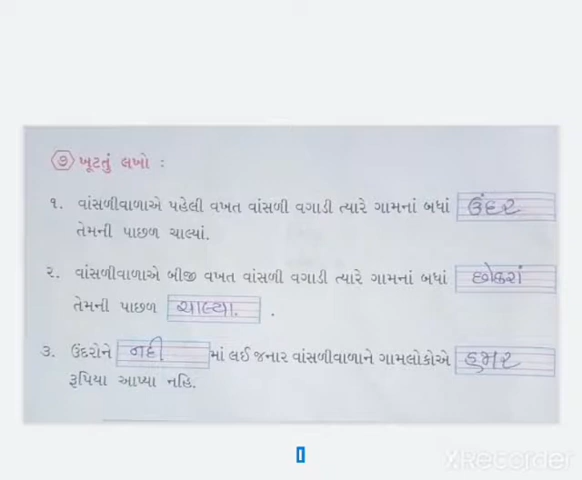 ૭ ખૂટતું લખો :
૧. વાંસળીવાળાએ પહેલી વખત વાંસળી વગાડી ત્યારે ગામનાં બધાં ઉંદર
તેમની પાછળ ચાલ્યાં.
૨. વાંસળીવાળાએ બીજી વખત વાંસળી વગાડી ત્યારે ગામનાં બધાં છોકરાં
તેમની પાછળ ચાલ્યા. .
૩. ઉંદરોને નદી માં લઈ જનાર વાંસળીવાળાને ગામલોકોએ હજાર
રૂપિયા આપ્યા નહિ.
XRecorder